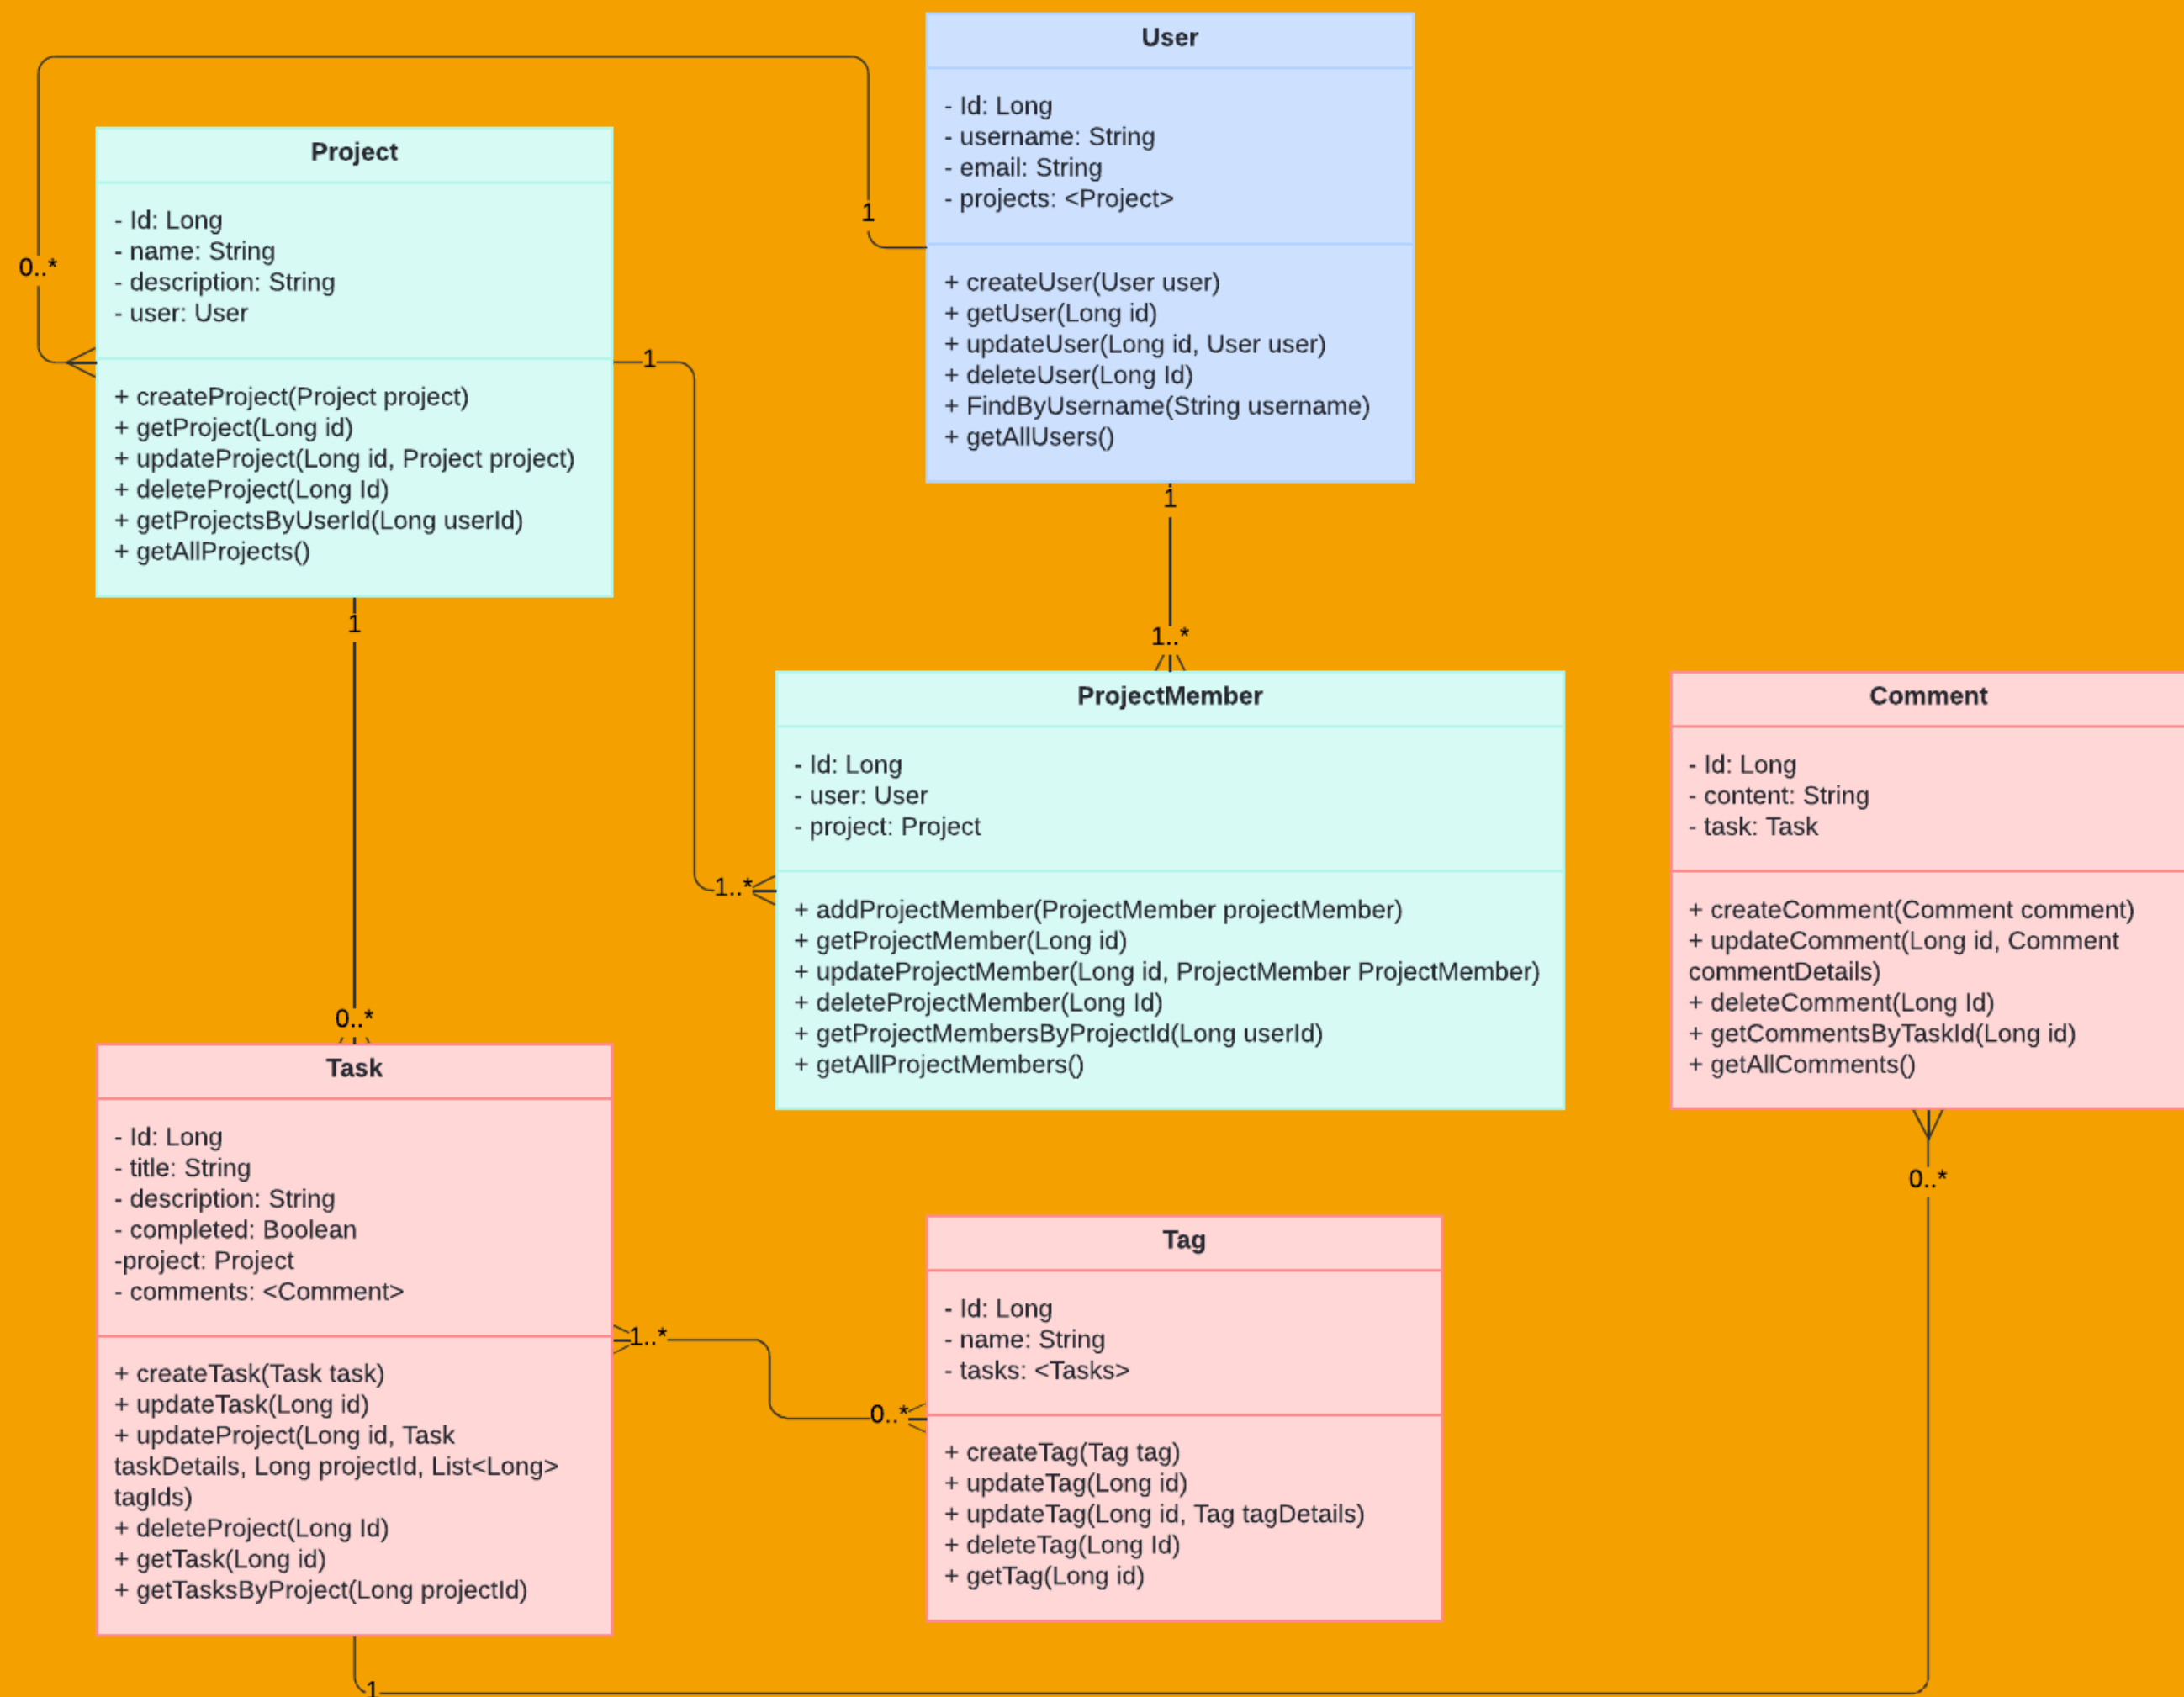 User
- Id: Long
- username: String
- email: String
- projects: <Project>
+ createUser(User user)
+ getUser(Long id)
+ updateUser(Long id, User user)
+ deleteUser(Long Id)
+ FindByUsername(String username)
+ getAllUsers()
1
0..*
Project
- Id: Long
- name: String
- description: String
- user: User
+ createProject(Project project)
+ getProject(Long id)
+ updateProject(Long id, Project project)
+ deleteProject(Long Id)
+ getProjectsByUserId(Long userId)
+ getAllProjects()
1
1..*
1
1..*
ProjectMember
- Id: Long
- user: User
- project: Project
+ addProjectMember(ProjectMember projectMember)
+ getProjectMember(Long id)
+ updateProjectMember(Long id, ProjectMember ProjectMember)
+ deleteProjectMember(Long Id)
+ getProjectMembersByProjectId(Long userId)
+ getAllProjectMembers()
Comment
- Id: Long
- content: String
- task: Task
+ createComment(Comment comment)
+ updateComment(Long id, Comment
commentDetails)
+ deleteComment(Long Id)
+ getCommentsByTaskId(Long id)
+ getAllComments()
0..*
1
0..*
Task
- Id: Long
- title: String
- description: String
- completed: Boolean
-project: Project
- comments: <Comment>
+ createTask(Task task)
+ updateTask(Long id)
+ updateProject(Long id, Task
taskDetails, Long projectId, List<Long>
tagIds)
+ deleteProject(Long Id)
+ getTask(Long id)
+ getTasksByProject(Long projectId)
1..*
0..*
Tag
- Id: Long
- name: String
- tasks: <Tasks>
+ createTag(Tag tag)
+ updateTag(Long id)
+ updateTag(Long id, Tag tagDetails)
+ deleteTag(Long Id)
+ getTag(Long id)
1